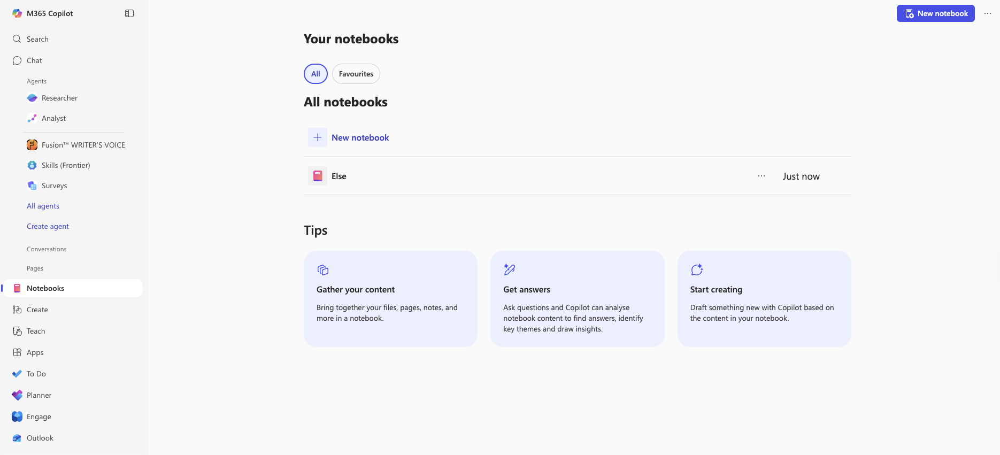 M365 Copilot
Search
Chat
Agents
Researcher
Analyst
Fusion™ WRITER'S VOICE
Skills (Frontier)
Surveys
All agents
Create agent
Conversations
Pages
Notebooks
Create
Teach
Apps
To Do
Planner
Engage
Outlook
New notebook
Your notebooks
All
Favourites
All notebooks
New notebook
Else
Just now
Tips
Gather your content
Bring together your files, pages, notes, and
more in a notebook.
Get answers
Ask questions and Copilot can analyse
notebook content to find answers, identify
key themes and draw insights.
Start creating
Draft something new with Copilot based on
the content in your notebook.